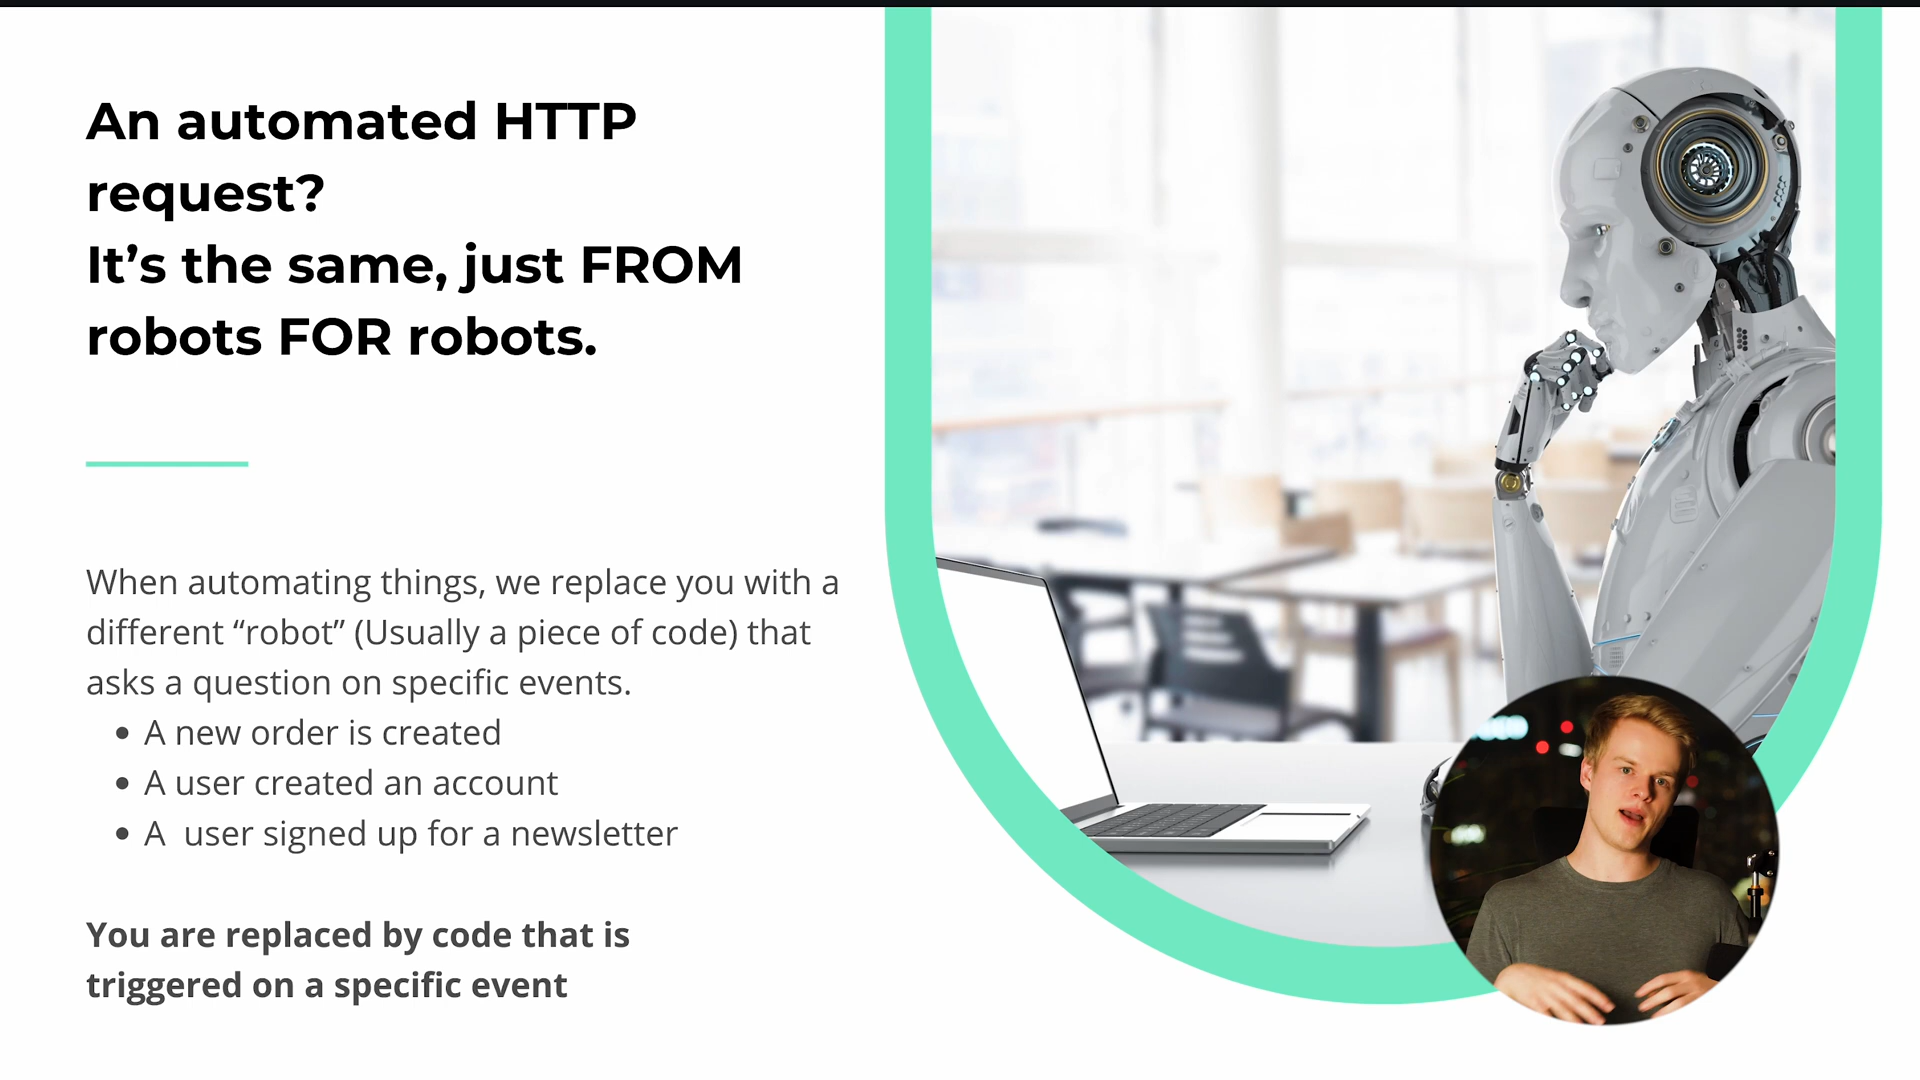 An automated HTTP
request?
It’s the same, just FROM
robots FOR robots.
When automating things, we replace you with a
different “robot” (Usually a piece of code) that
asks a question on specific events.
• A new order is created
• A user created an account
• A  user signed up for a newsletter
You are replaced by code that is
triggered on a specific event